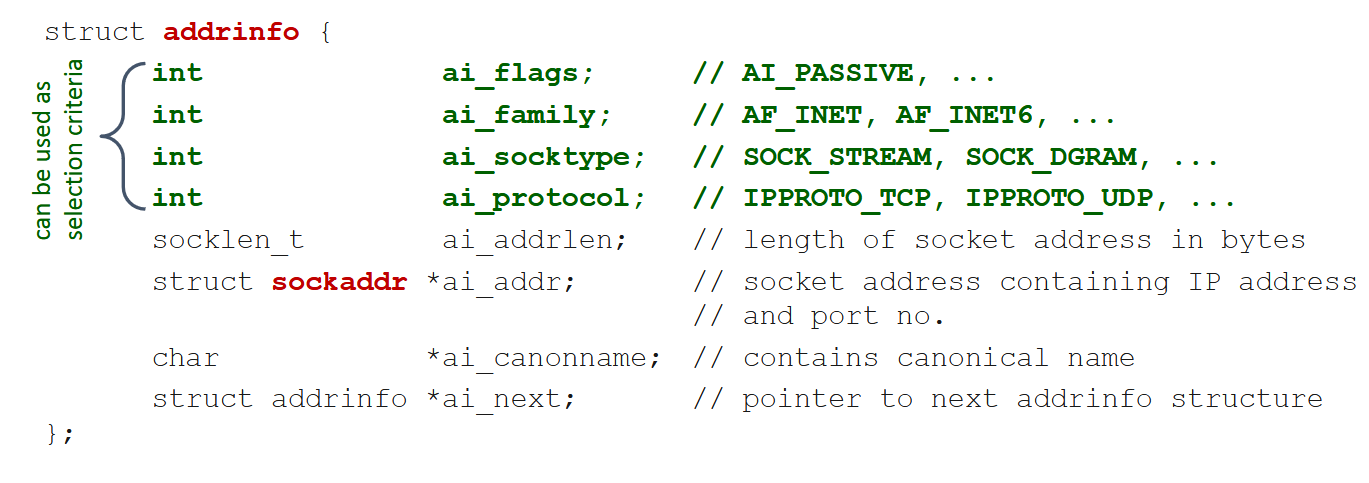 struct addrinfo {
can be used as
selection criteria
int ai_flags; // AI_PASSIVE, ...
int ai_family; // AF_INET, AF_INET6, ...
int ai_socktype; // SOCK_STREAM, SOCK_DGRAM, ...
int ai_protocol; // IPPROTO_TCP, IPPROTO_UDP, ...
socklen_t ai_addrlen; // length of socket address in bytes
struct sockaddr *ai_addr; // socket address containing IP address
// and port no.
char *ai_canonname; // contains canonical name
struct addrinfo *ai_next; // pointer to next addrinfo structure
};